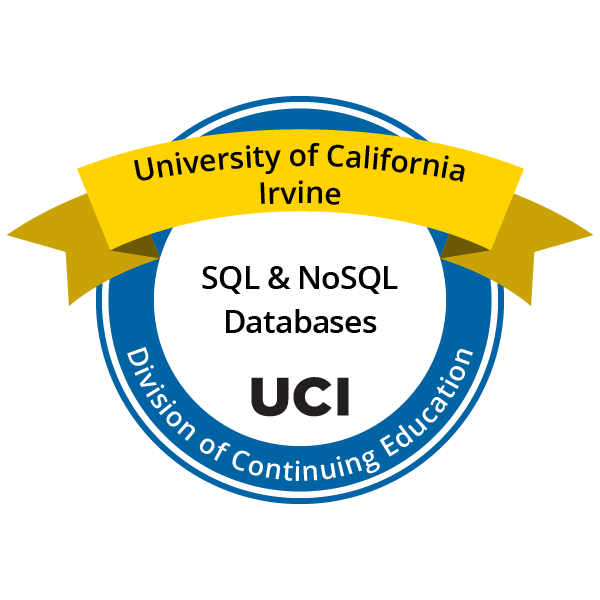 University of California
Irvine
SQL & NoSQL
Databases
UCI
Division of Continuing Education